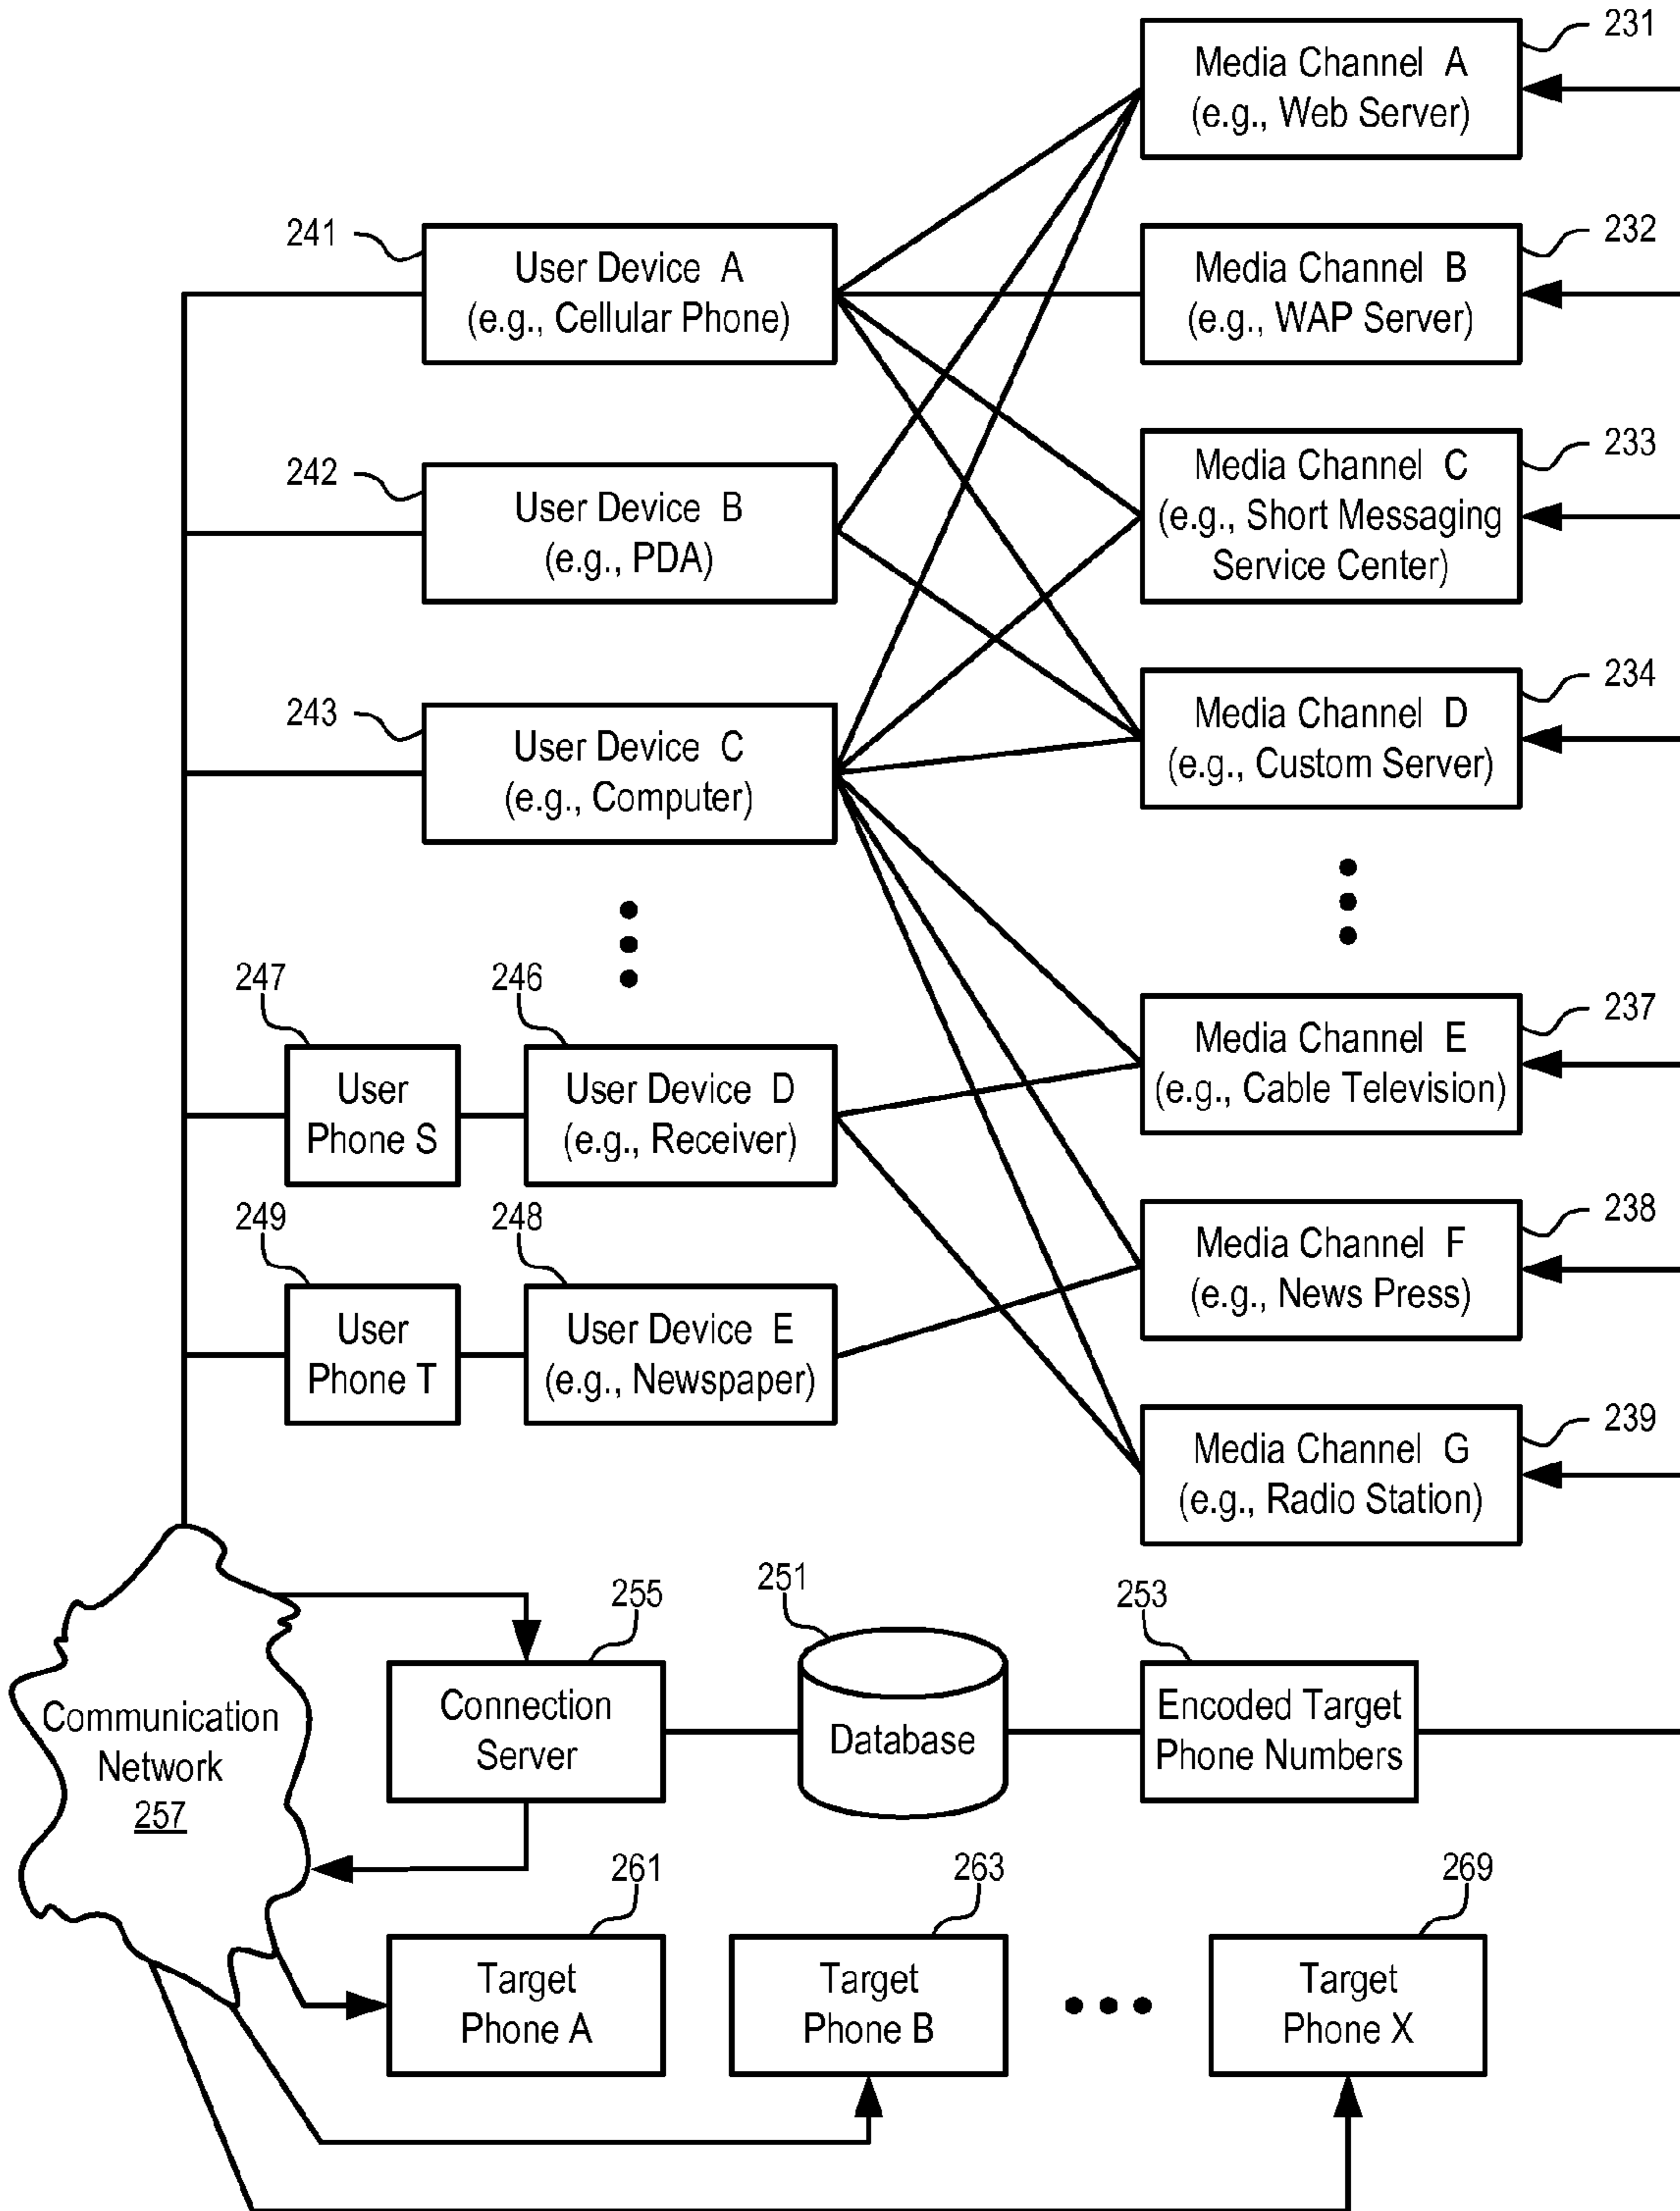 231
Media Channel A
(e.g., Web Server)
241
User Device A
(e.g., Cellular Phone)
232
Media Channel B
(e.g., WAP Server)
242
User Device B
(e.g., PDA)
233
Media Channel C
(e.g., Short Messaging
Service Center)
243
User Device C
(e.g., Computer)
234
Media Channel D
(e.g., Custom Server)
247
User
Phone S
246
User Device D
(e.g., Receiver)
237
Media Channel E
(e.g., Cable Television)
249
User
Phone T
248
User Device E
(e.g., Newspaper)
238
Media Channel F
(e.g., News Press)
239
Media Channel G
(e.g., Radio Station)
Communication
Network
257
255
Connection
Server
251
Database
253
Encoded Target
Phone Numbers
261
Target
Phone A
263
Target
Phone B
269
Target
Phone X